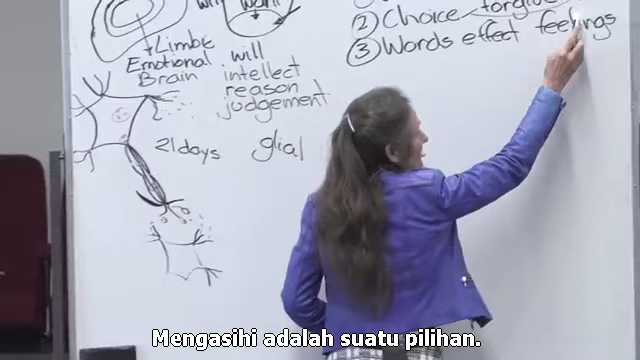 ② Choice forgive
③ Words effect feelings
Limbic
Emotional
Brain
will
intellect
reason
judgement
21 days
glial
Mengasihi adalah suatu pilihan.